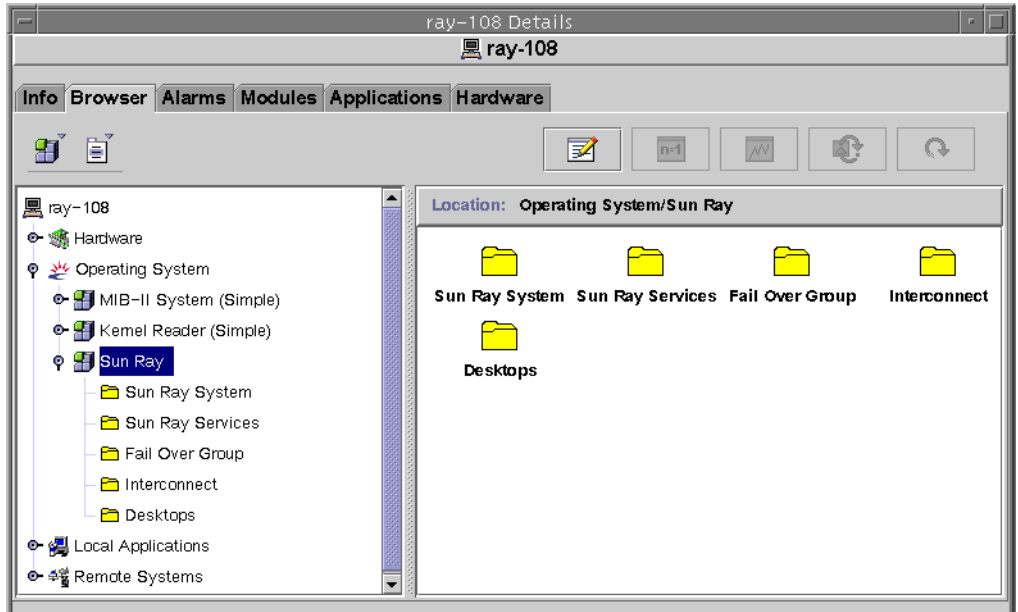 ray-108 Details
ray-108
Info Browser Alarms Modules Applications Hardware
n=1
ray-108
Hardware
Operating System
MIB-II System (Simple)
Kernel Reader (Simple)
Sun Ray
Sun Ray System
Sun Ray Services
Fail Over Group
Interconnect
Desktops
Local Applications
Remote Systems
Location: Operating System/Sun Ray
Sun Ray System Sun Ray Services Fail Over Group Interconnect
Desktops